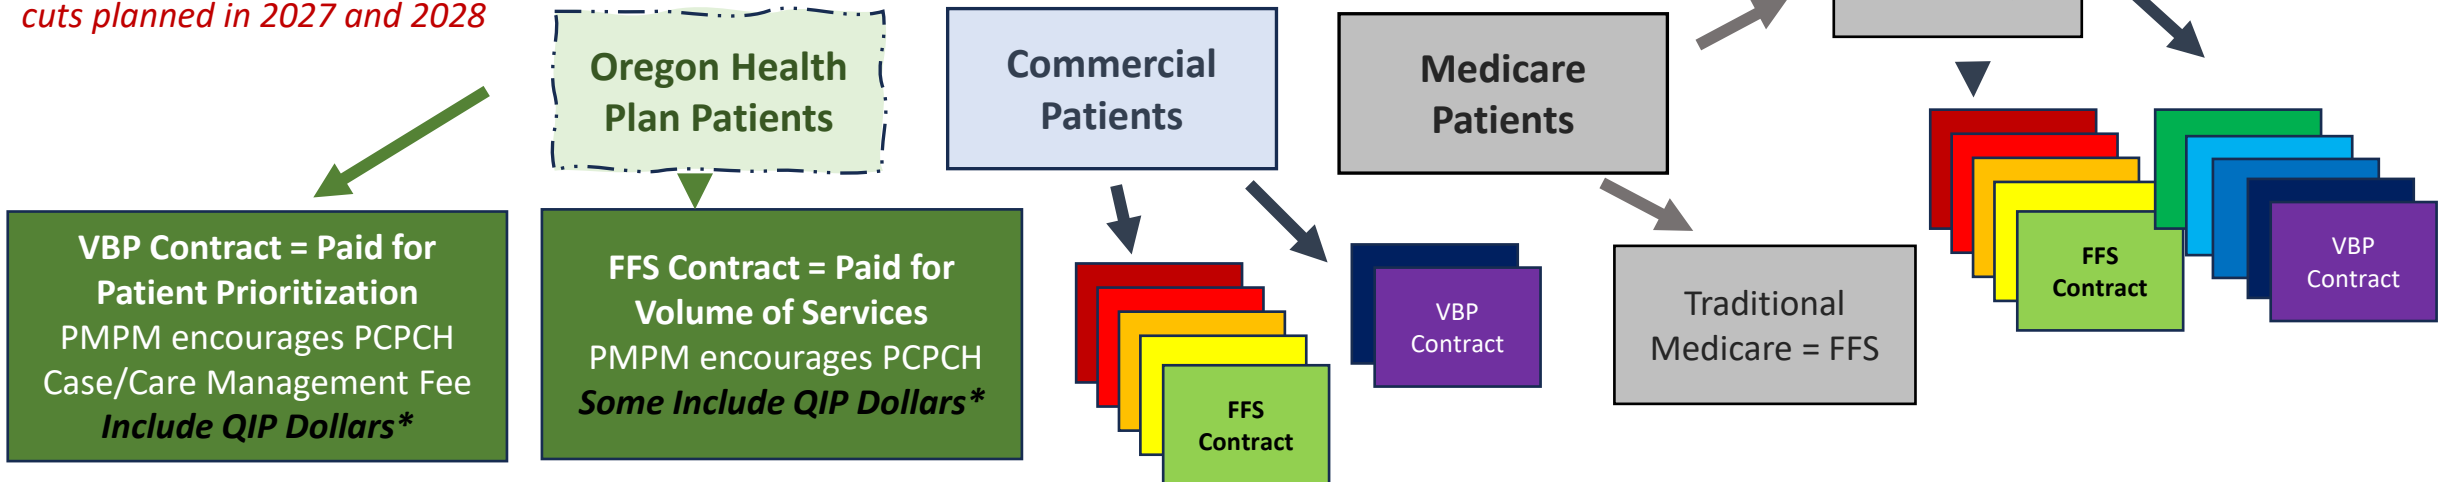 cuts planned in 2027 and 2028
Oregon Health
Plan Patients
Commercial
Patients
Medicare
Patients
VBP Contract = Paid for
Patient Prioritization
PMPM encourages PCPCH
Case/Care Management Fee
Include QIP Dollars*
FFS Contract = Paid for
Volume of Services
PMPM encourages PCPCH
Some Include QIP Dollars*
FFS
Contract
VBP
Contract
Traditional
Medicare = FFS
FFS
Contract
VBP
Contract